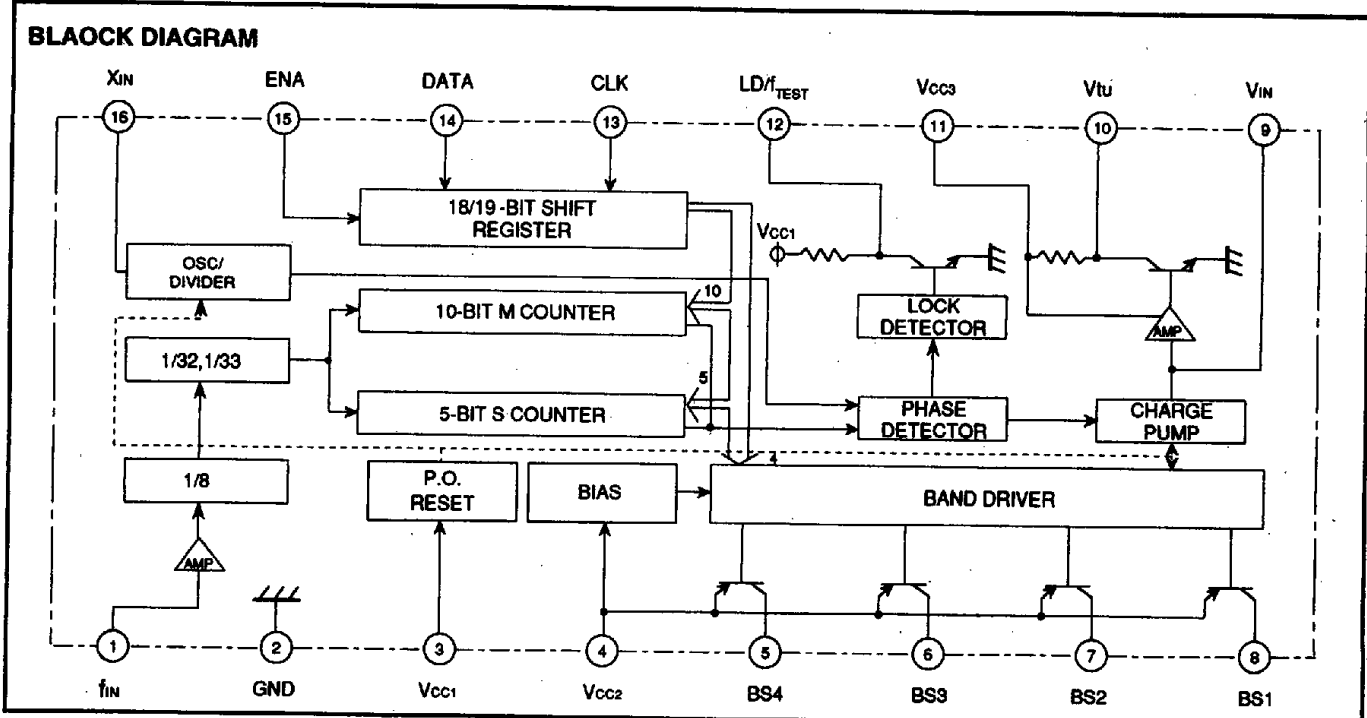 BLAOCK DIAGRAM
XIN ENA DATA CLK LD/fTEST VCC3 Vtu VIN
16 15 14 13 12 11 10 9
18/19 -BIT SHIFT
REGISTER
VCC1
OSC/
DIVIDER
10
10-BIT M COUNTER
LOCK
DETECTOR
AMP
1/32,1/33
5
5-BIT S COUNTER
PHASE
DETECTOR
CHARGE
PUMP
4
1/8
P.O.
RESET
BIAS
BAND DRIVER
AMP
1 2 3 4 5 6 7 8
fIN GND VCC1 VCC2 BS4 BS3 BS2 BS1